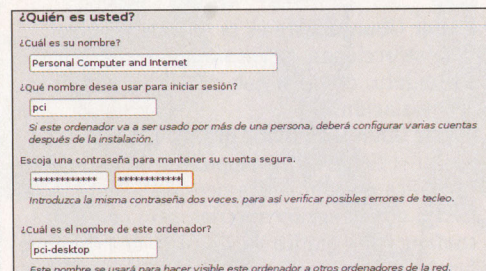 ¿Quién es usted?
¿Cuál es su nombre?
Personal Computer and Internet
¿Qué nombre desea usar para iniciar sesión?
pci
Si este ordenador va a ser usado por más de una persona, deberá configurar varias cuentas
después de la instalación.
Escoja una contraseña para mantener su cuenta segura.
************ ************
Introduzca la misma contraseña dos veces, para así verificar posibles errores de tecleo.
¿Cuál es el nombre de este ordenador?
pci-desktop
Este nombre se usará para hacer visible este ordenador a otros ordenadores de la red.